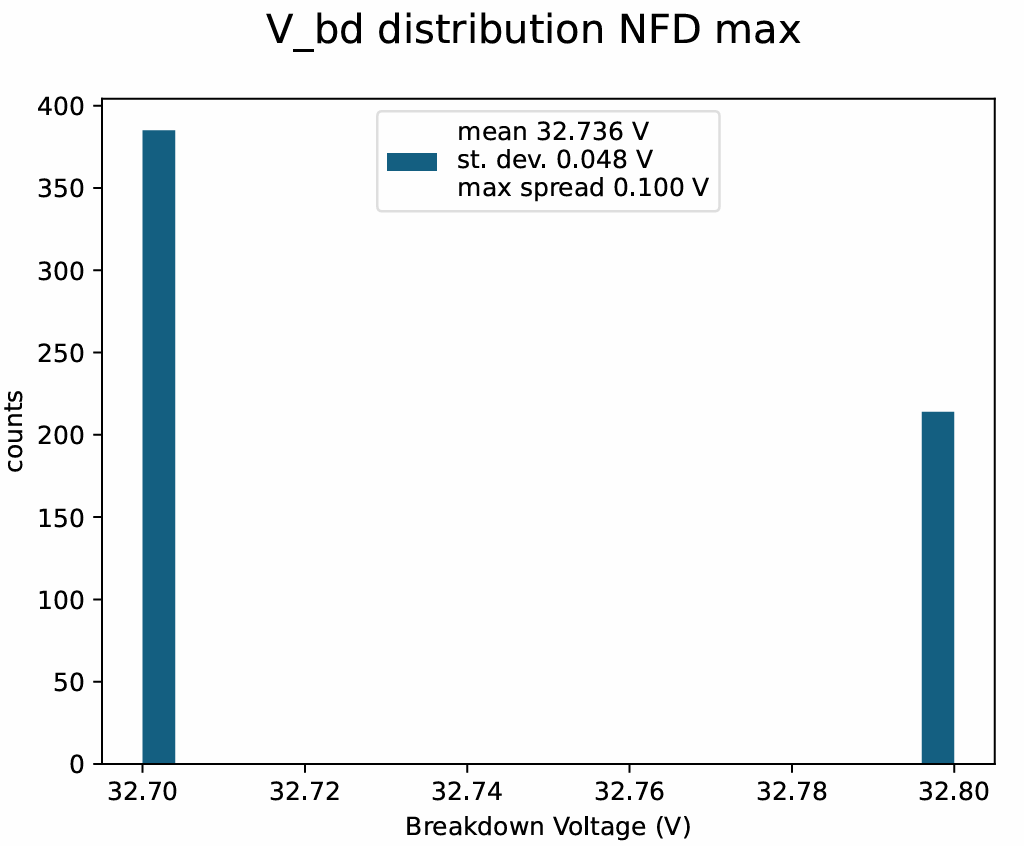 V_bd distribution NFD max
mean 32.736 V
st. dev. 0.048 V
max spread 0.100 V
400
350
300
250
200
150
100
50
0
counts
32.70
32.72
32.74
32.76
32.78
32.80
Breakdown Voltage (V)